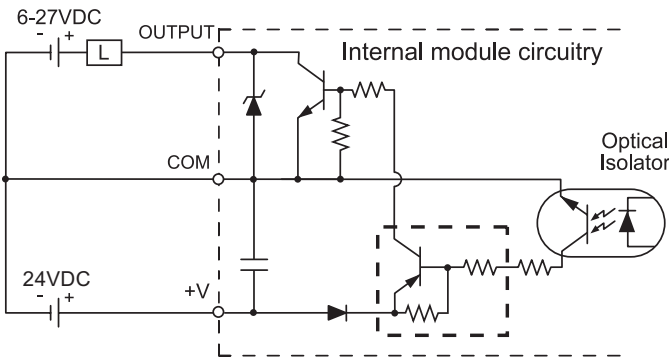 6-27VDC
- +
L
OUTPUT
Internal module circuitry
COM
Optical
Isolator
24VDC
- +
+V